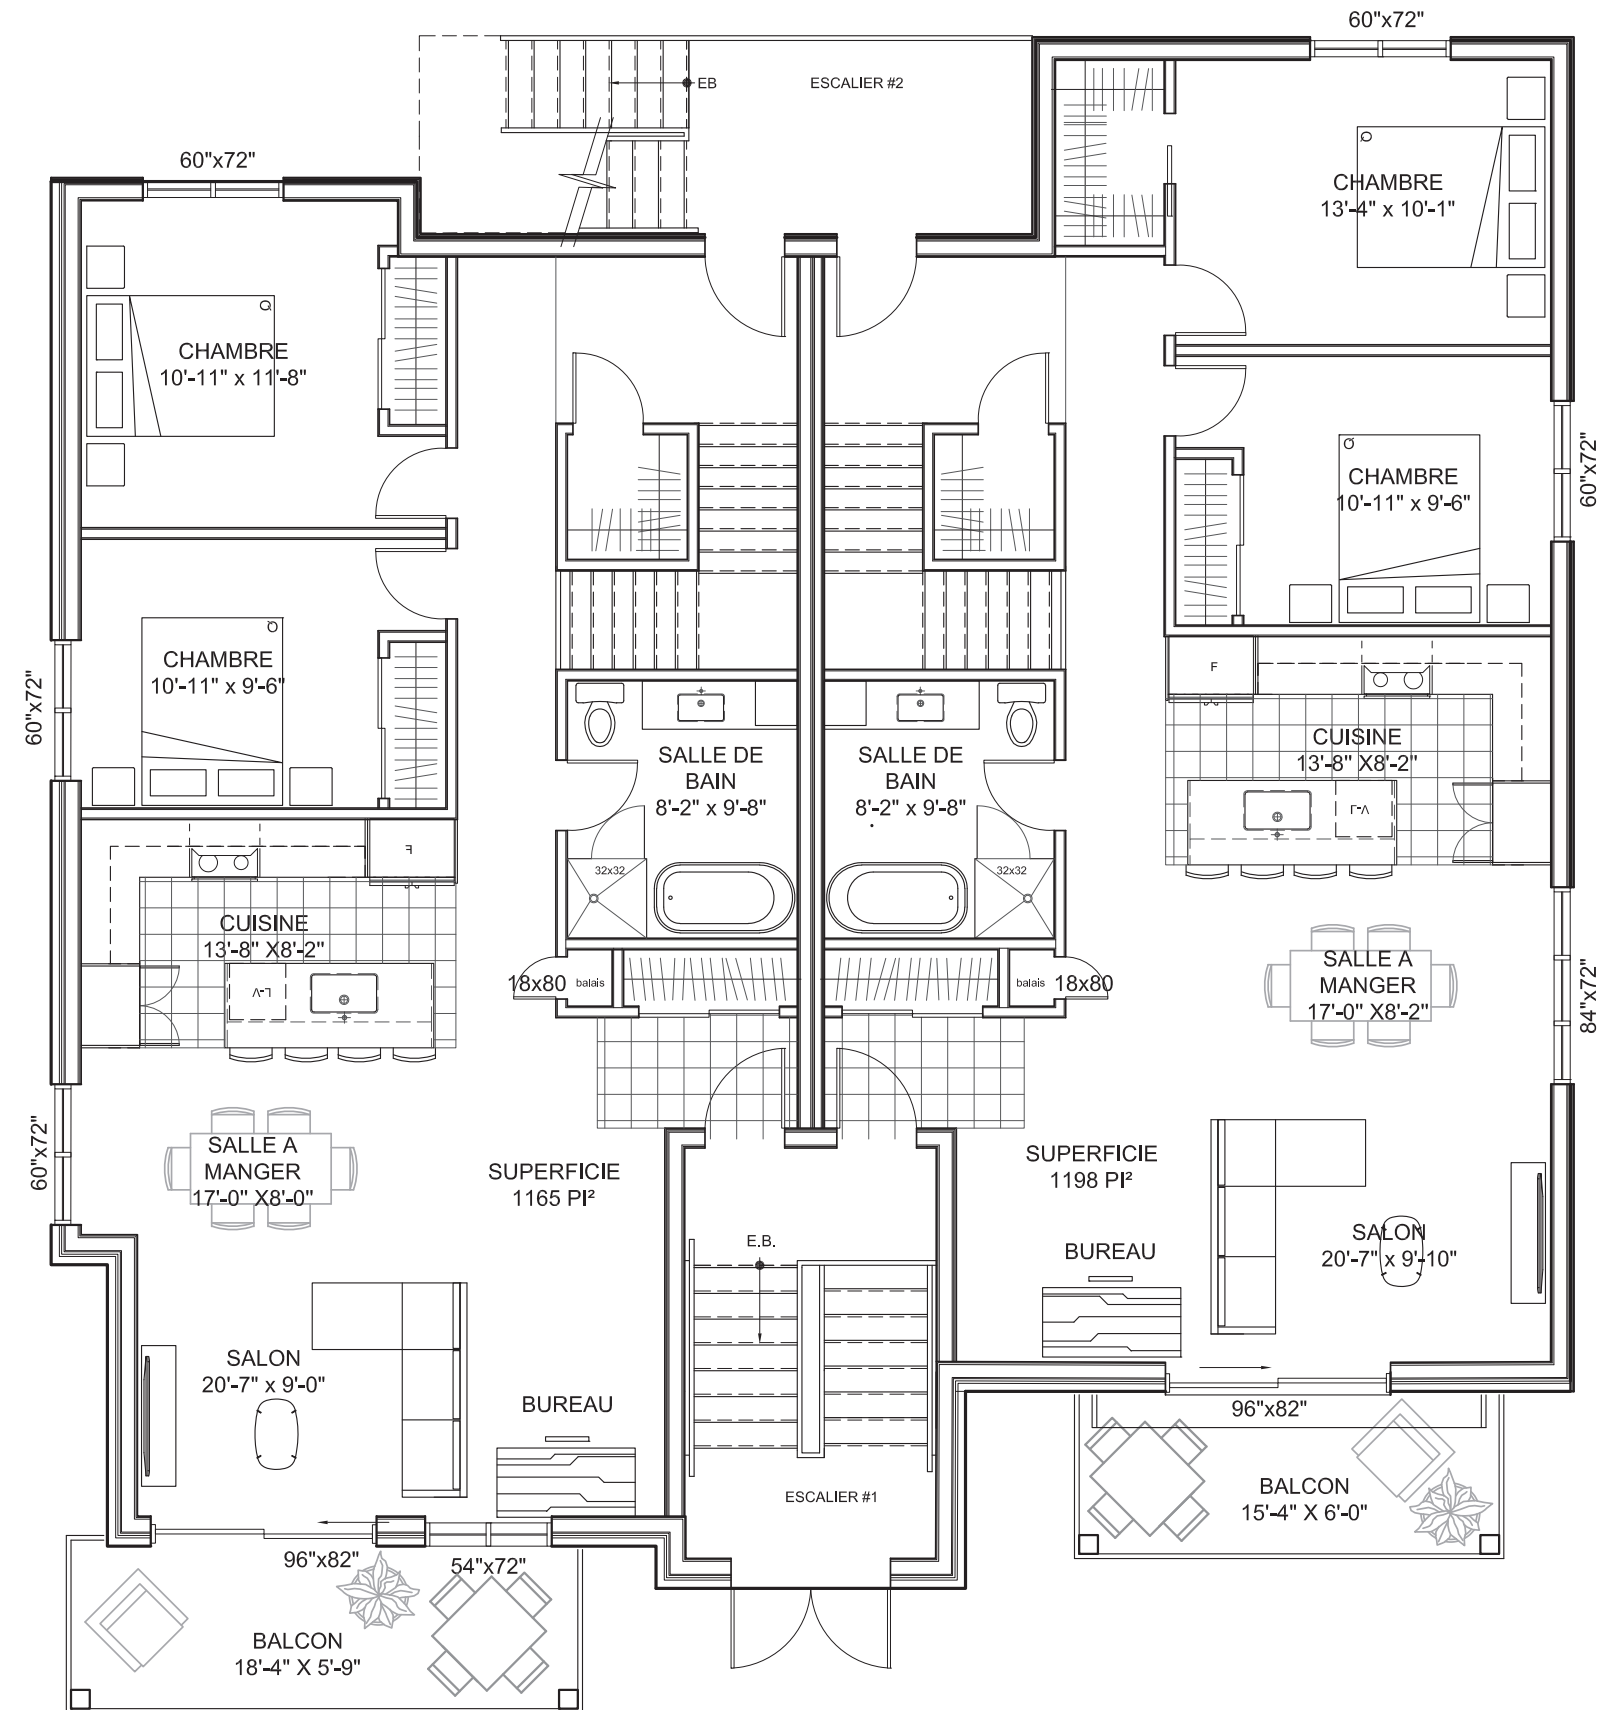 60"x72"
EB
ESCALIER #2
60"x72"
CHAMBRE
13'-4" x 10'-1"
CHAMBRE
10'-11" x 11'-8"
CHAMBRE
10'-11" x 9'-6"
60"x72"
CHAMBRE
10'-11" x 9'-6"
60"x72"
F
SALLE DE
BAIN
8'-2" x 9'-8"
SALLE DE
BAIN
8'-2" x 9'-8"
CUISINE
13'-8" X8'-2"
L-V
F
32x32
32x32
CUISINE
13'-8" X8'-2"
L-V
18x80
balais
balais
18x80
SALLE A
MANGER
17'-0" X8'-2"
84"x72"
60"x72"
SALLE A
MANGER
17'-0" X8'-0"
SUPERFICIE
1165 PI²
SUPERFICIE
1198 PI²
E.B.
BUREAU
SALON
20'-7" x 9'-10"
SALON
20'-7" x 9'-0"
BUREAU
96"x82"
ESCALIER #1
BALCON
15'-4" X 6'-0"
96"x82"
54"x72"
BALCON
18'-4" X 5'-9"